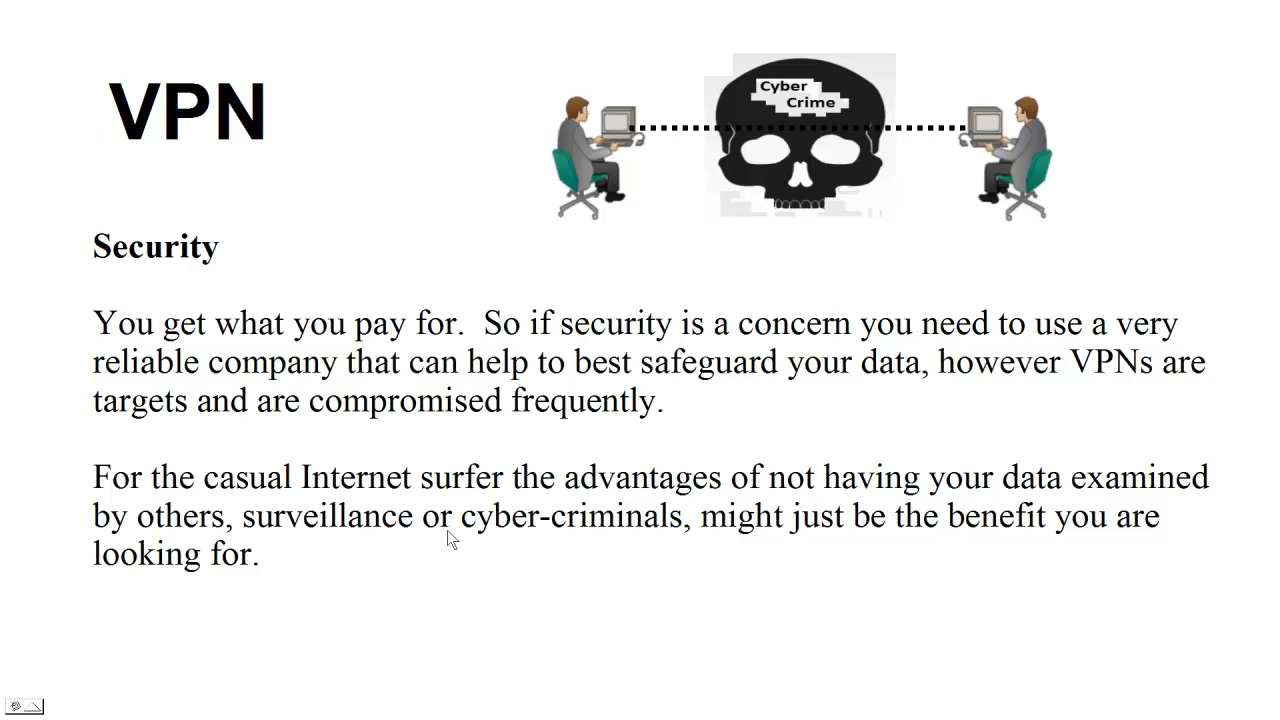 VPN
Cyber
Crime
Security
You get what you pay for.  So if security is a concern you need to use a very
reliable company that can help to best safeguard your data, however VPNs are
targets and are compromised frequently.
For the casual Internet surfer the advantages of not having your data examined
by others, surveillance or cyber-criminals, might just be the benefit you are
looking for.